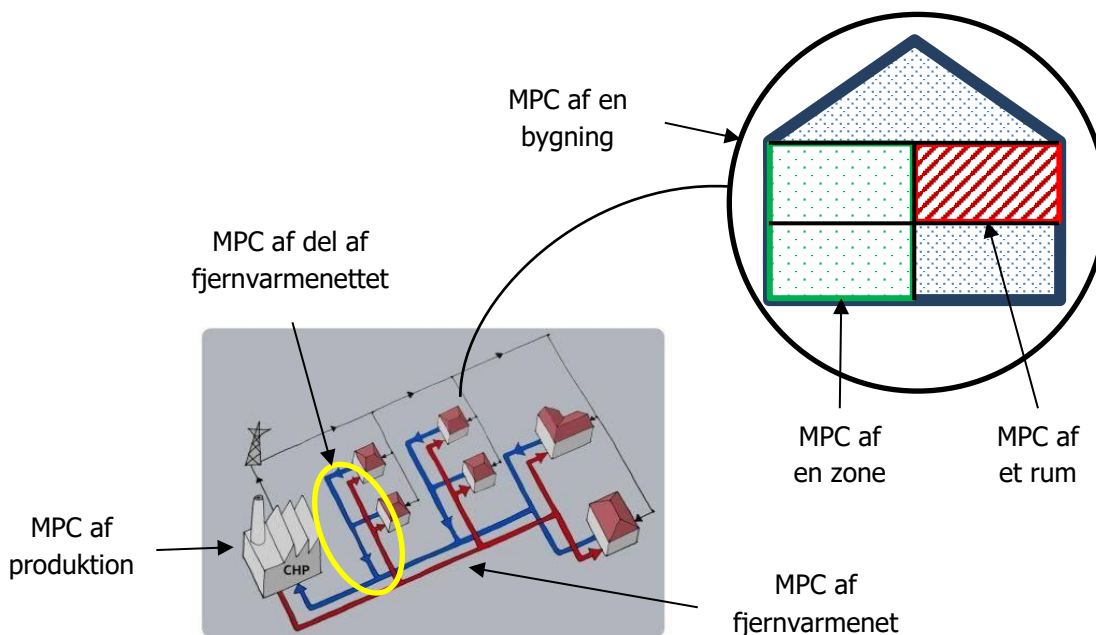 MPC af en
bygning
MPC af del af
fjernvarmenettet
MPC af
en zone
MPC af
et rum
MPC af
produktion
CHP
MPC af
fjernvarmenet